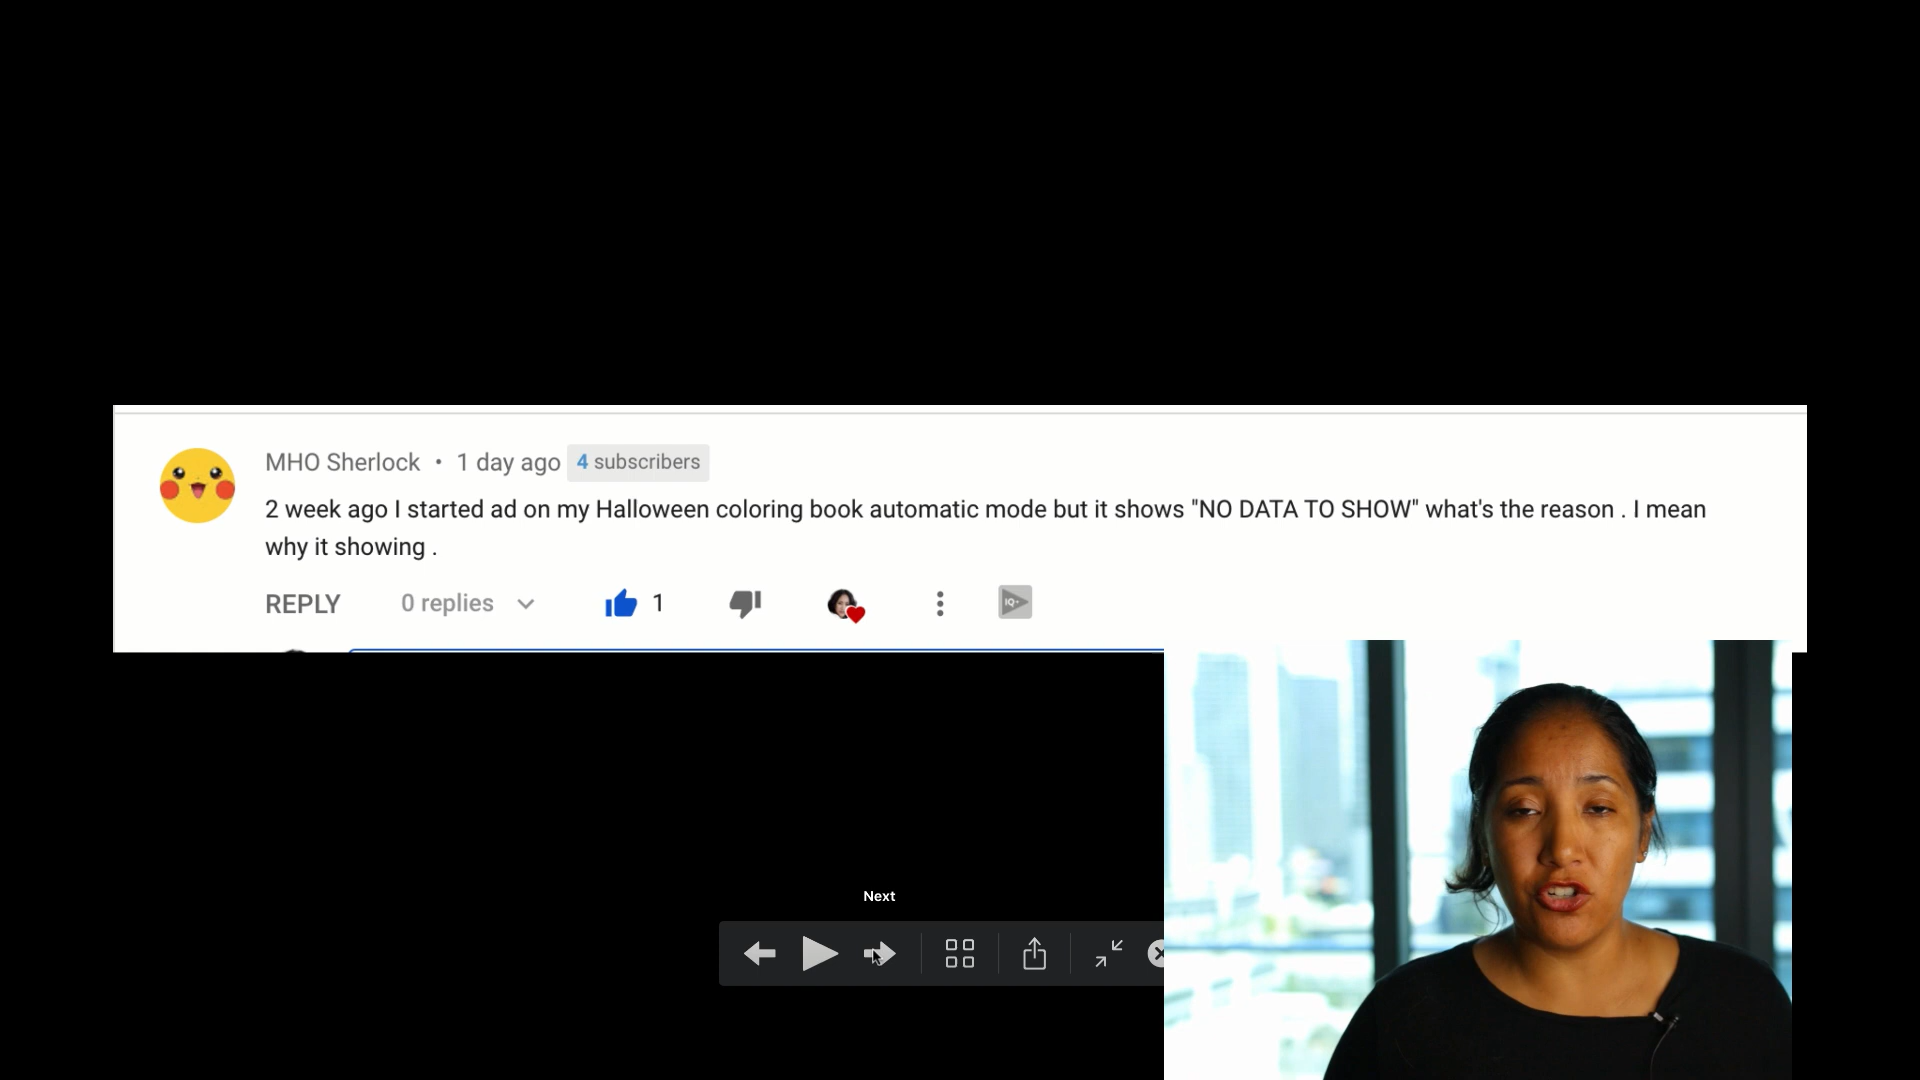 MHO Sherlock • 1 day ago 4 subscribers
2 week ago I started ad on my Halloween coloring book automatic mode but it shows "NO DATA TO SHOW" what's the reason . I mean
why it showing .
REPLY 0 replies 1
IQ+
Next